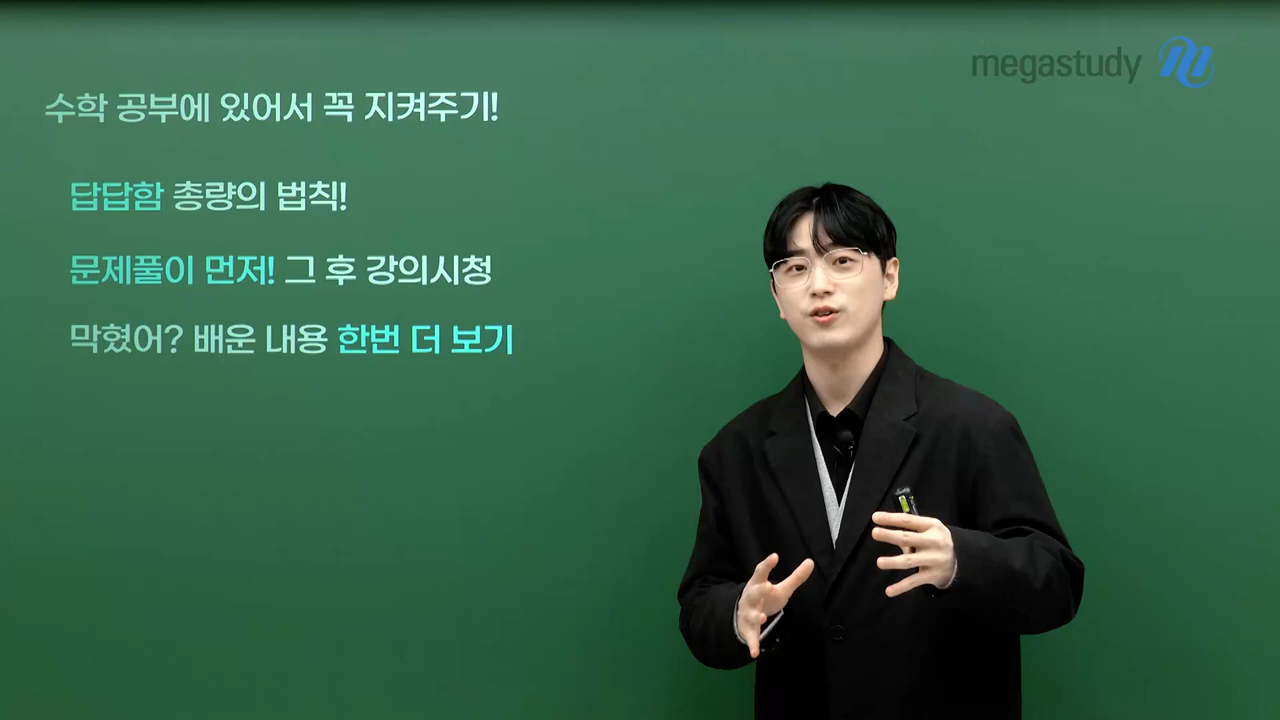 megastudy
수학 공부에 있어서 꼭 지켜주기!
답답함 총량의 법칙!
문제풀이 먼저! 그 후 강의시청
막혔어? 배운 내용 한번 더 보기